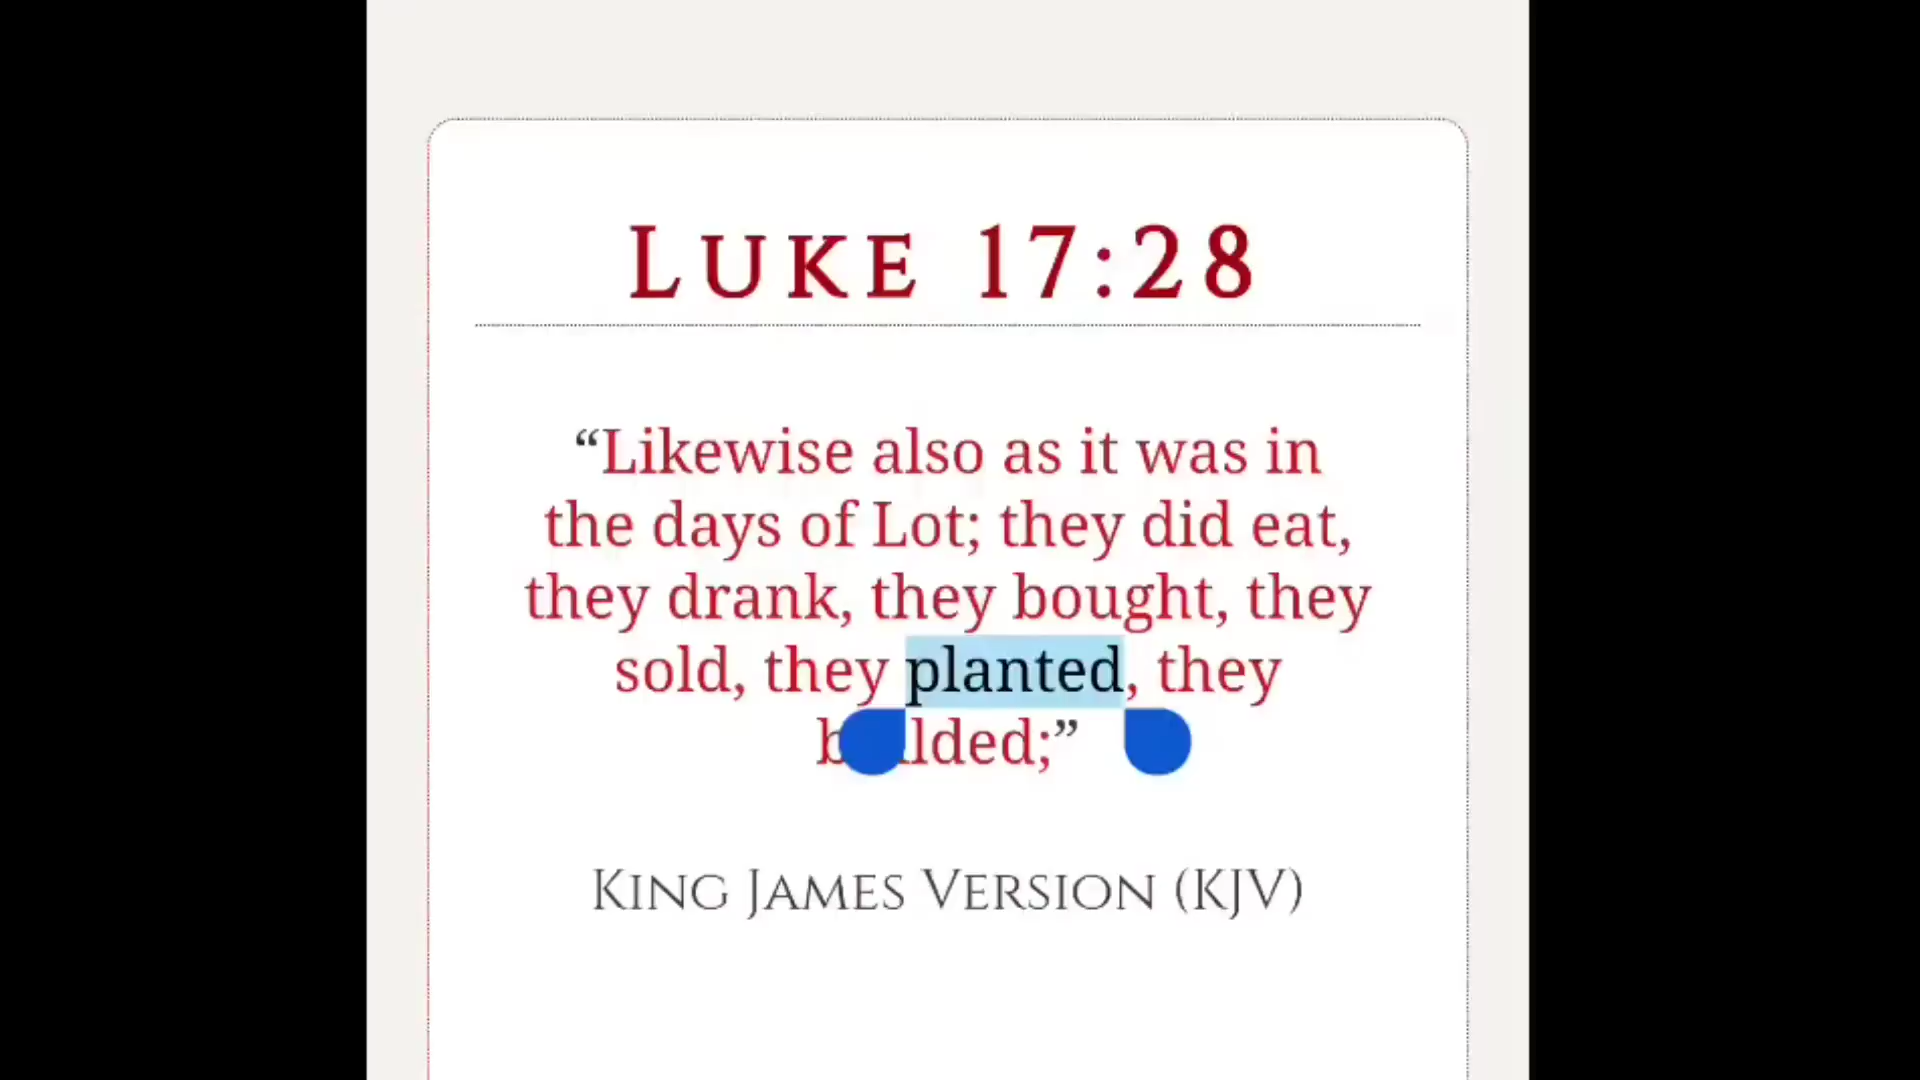 LUKE 17:28
“Likewise also as it was in
the days of Lot; they did eat,
they drank, they bought, they
sold, they planted, they
KING JAMES VERSION (KJV)